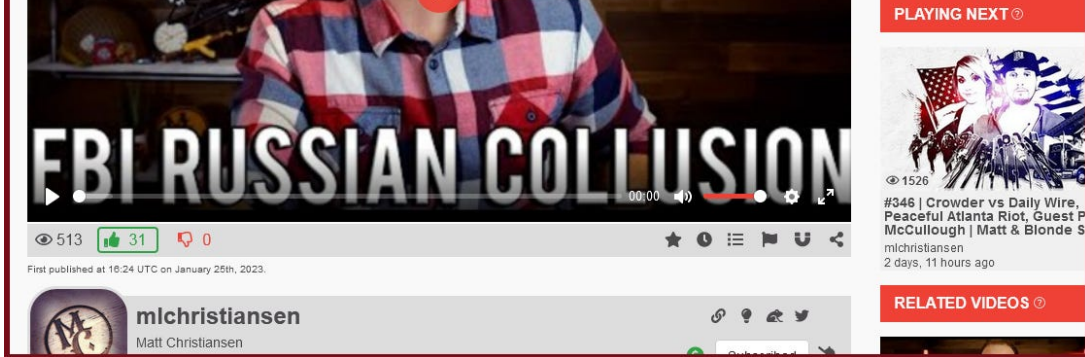 PLAYING NEXT
FBI RUSSIAN COLLUSION
00:00
513 31 0
First published at 16:24 UTC on January 25th, 2023.
mlchristiansen
Matt Christiansen
Subscribed
1526
#346 | Crowder vs Daily Wire,
Peaceful Atlanta Riot, Guest P
McCullough | Matt & Blonde S
mlchristiansen
2 days, 11 hours ago
RELATED VIDEOS